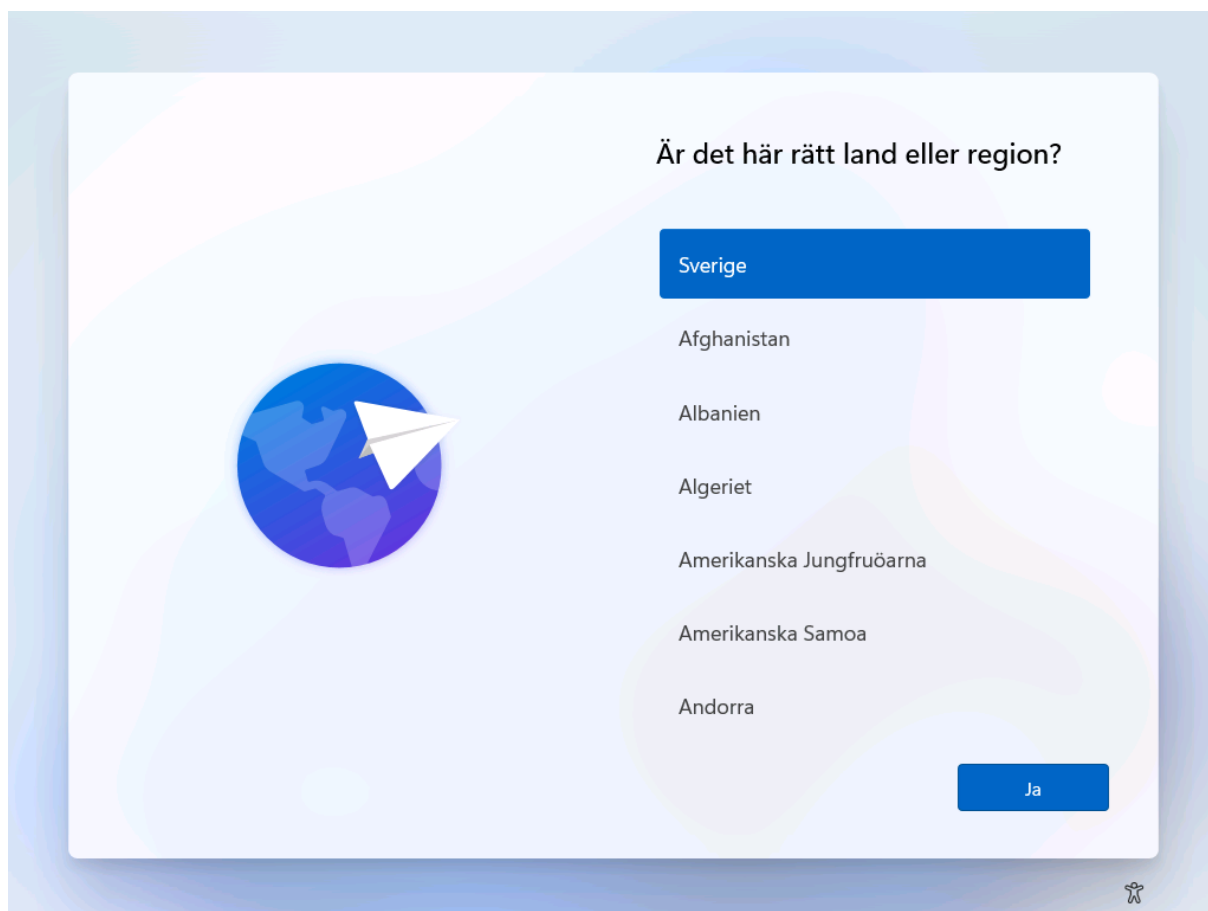 Är det här rätt land eller region?
Sverige
Afghanistan
Albanien
Algeriet
Amerikanska Jungfruöarna
Amerikanska Samoa
Andorra
Ja